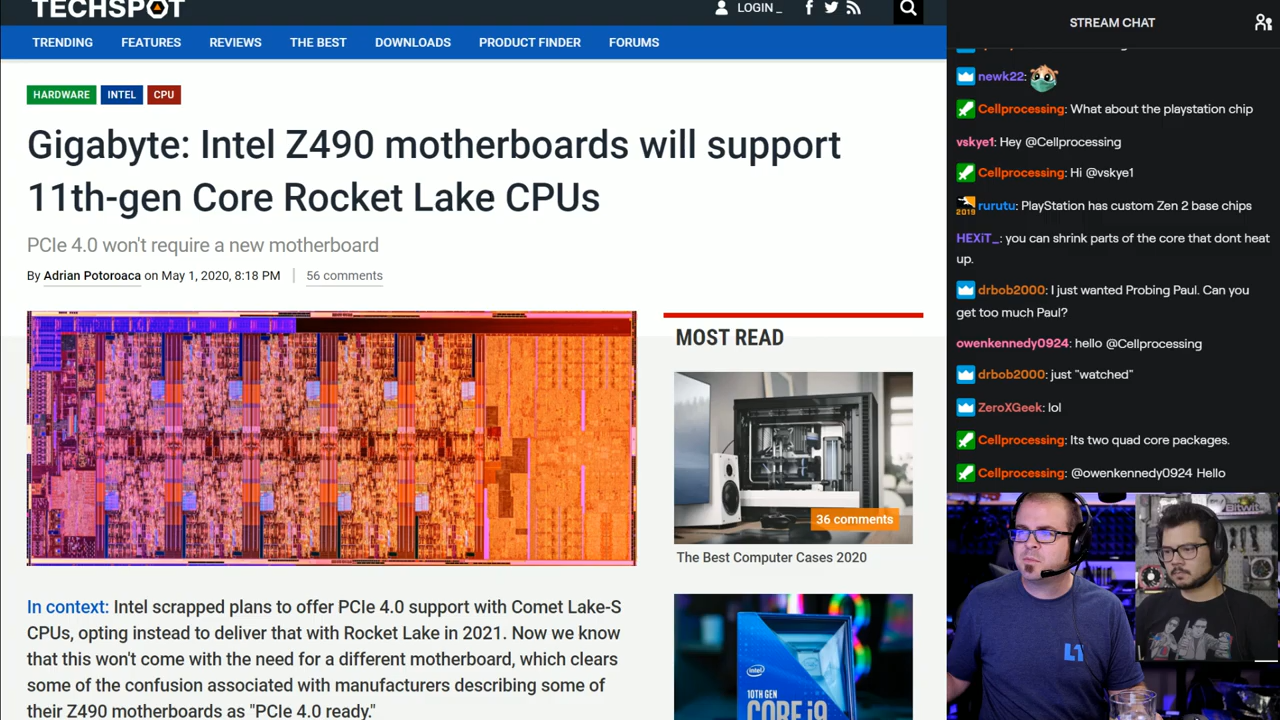 TECHSPOT
LOGIN_
TRENDING
FEATURES
REVIEWS
THE BEST
DOWNLOADS
PRODUCT FINDER
FORUMS
HARDWARE
INTEL
CPU
Gigabyte: Intel Z490 motherboards will support
11th-gen Core Rocket Lake CPUs
PCIe 4.0 won't require a new motherboard
By Adrian Potoroaca on May 1, 2020, 8:18 PM
56 comments
MOST READ
36 comments
The Best Computer Cases 2020
intel
10TH GEN
CORE i9
In context: Intel scrapped plans to offer PCIe 4.0 support with Comet Lake-S
CPUs, opting instead to deliver that with Rocket Lake in 2021. Now we know
that this won't come with the need for a different motherboard, which clears
some of the confusion associated with manufacturers describing some of
their Z490 motherboards as "PCIe 4.0 ready."
STREAM CHAT
newk22:
Cellprocessing: What about the playstation chip
vskye1: Hey @Cellprocessing
Cellprocessing: Hi @vskye1
2019 rurutu: PlayStation has custom Zen 2 base chips
HEXiT_: you can shrink parts of the core that dont heat
up.
drbob2000: I just wanted Probing Paul. Can you
get too much Paul?
owenkennedy0924: hello @Cellprocessing
drbob2000: just "watched"
ZeroXGeek: lol
Cellprocessing: Its two quad core packages.
Cellprocessing: @owenkennedy0924 Hello
Bitwit